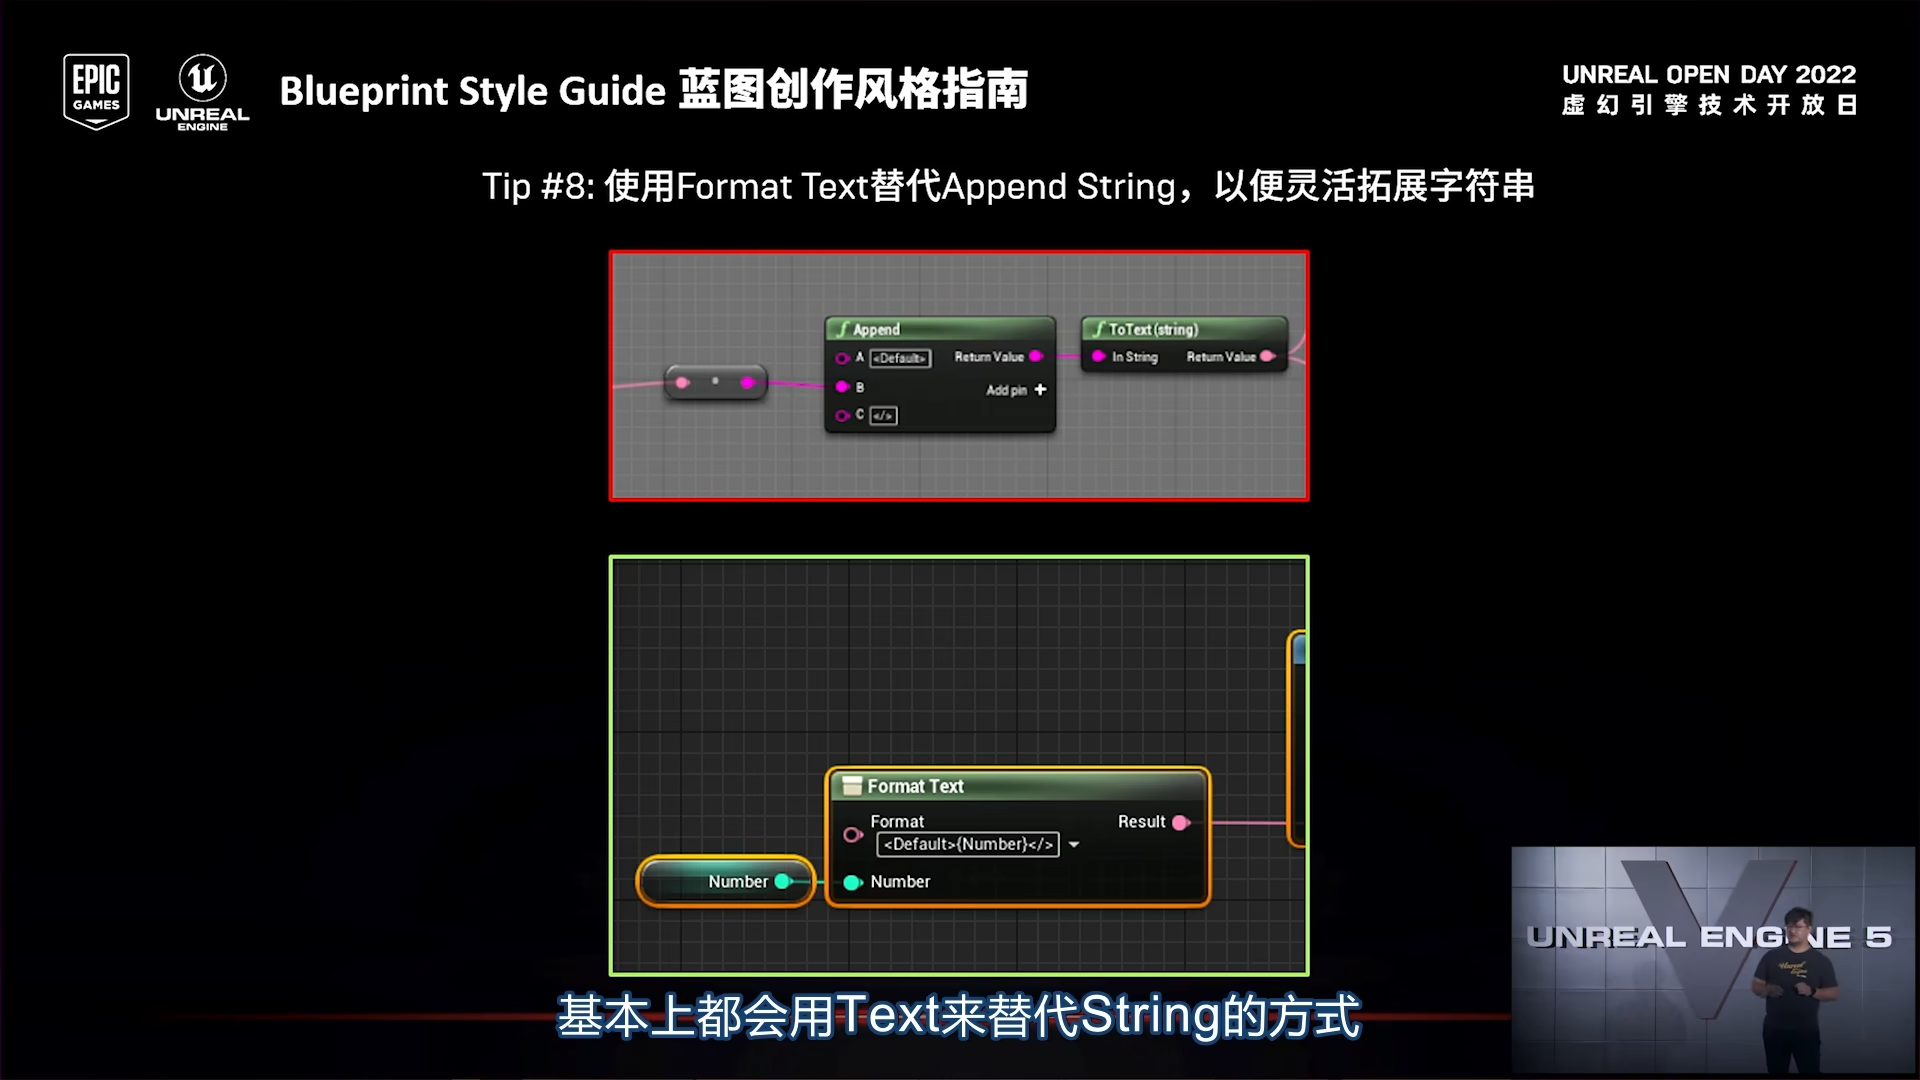 EPIC
GAMES
UNREAL
ENGINE
Blueprint Style Guide 蓝图创作风格指南
UNREAL OPEN DAY 2022
虚幻引擎技术开放日
Tip #8: 使用Format Text替代Append String，以便灵活拓展字符串
Append
A <Default> Return Value
B
Add pin +
C </>
ToText (string)
In String Return Value
Format Text
Format Result
<Default>{Number}</>
Number
Number
UNREAL ENGINE 5
基本上都会用Text来替代String的方式